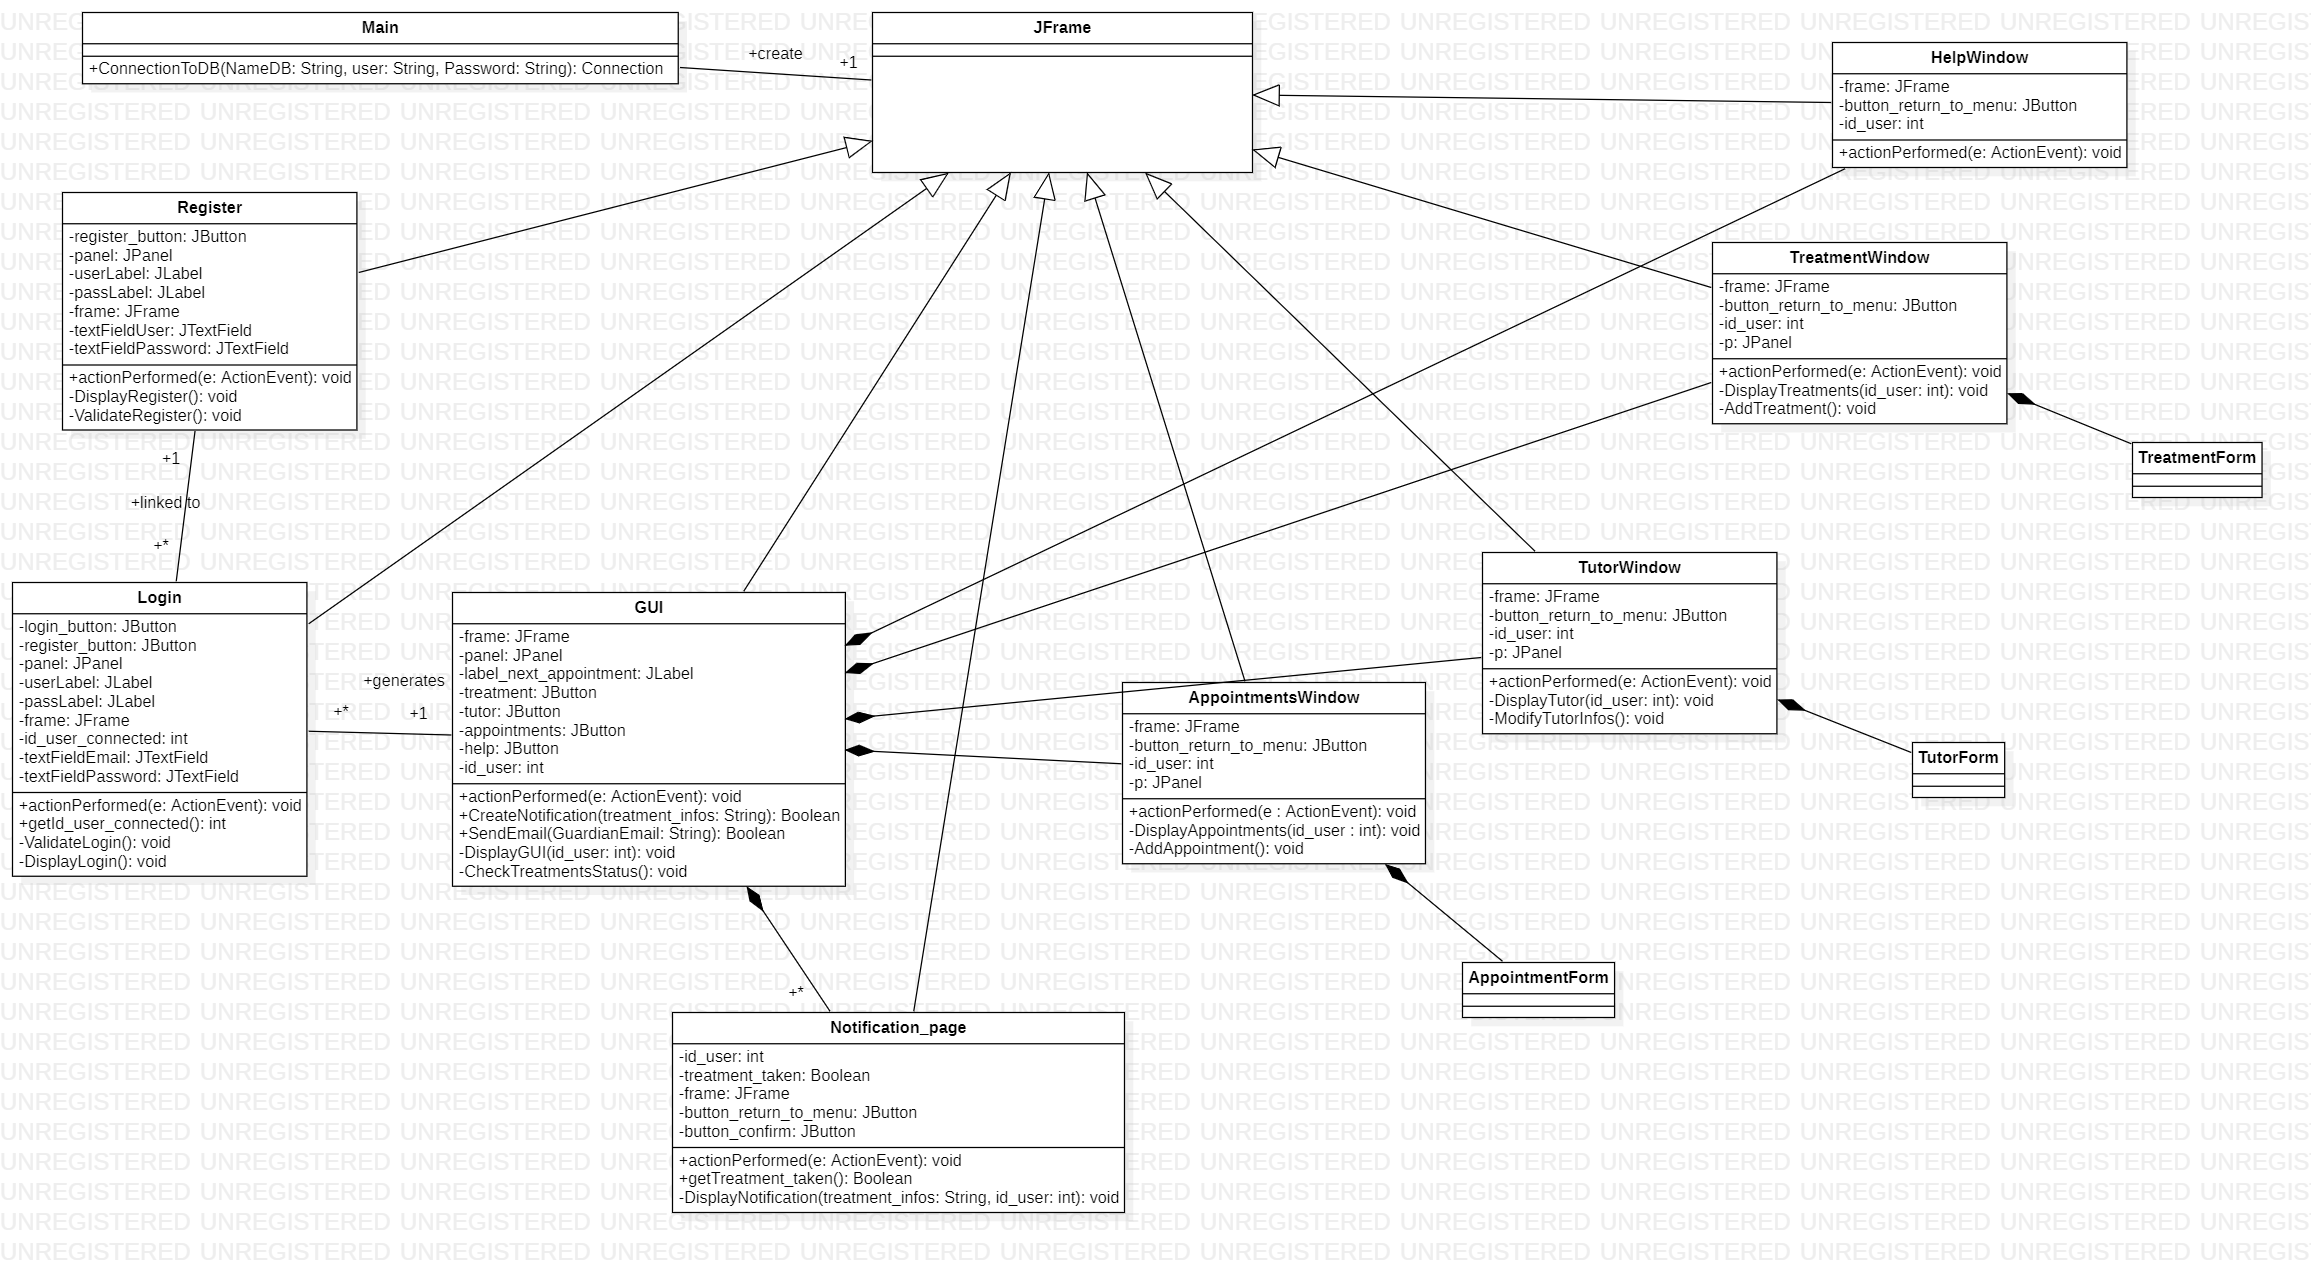 Main
+ConnectionToDB(NameDB: String, user: String, Password: String): Connection
+create
+1
JFrame
HelpWindow
-frame: JFrame
-button_return_to_menu: JButton
-id_user: int
+actionPerformed(e: ActionEvent): void
Register
-register_button: JButton
-panel: JPanel
-userLabel: JLabel
-passLabel: JLabel
-frame: JFrame
-textFieldUser: JTextField
-textFieldPassword: JTextField
+actionPerformed(e: ActionEvent): void
-DisplayRegister(): void
-ValidateRegister(): void
TreatmentWindow
-frame: JFrame
-button_return_to_menu: JButton
-id_user: int
-p: JPanel
+actionPerformed(e: ActionEvent): void
-DisplayTreatments(id_user: int): void
-AddTreatment(): void
TreatmentForm
+1
+linked to
+*
Login
-login_button: JButton
-register_button: JButton
-panel: JPanel
-userLabel: JLabel
-passLabel: JLabel
-frame: JFrame
-id_user_connected: int
-textFieldEmail: JTextField
-textFieldPassword: JTextField
+actionPerformed(e: ActionEvent): void
+getId_user_connected(): int
-ValidateLogin(): void
-DisplayLogin(): void
+generates
+*
+1
GUI
-frame: JFrame
-panel: JPanel
-label_next_appointment: JLabel
-treatment: JButton
-tutor: JButton
-appointments: JButton
-help: JButton
-id_user: int
+actionPerformed(e: ActionEvent): void
+CreateNotification(treatment_infos: String): Boolean
+SendEmail(GuardianEmail: String): Boolean
-DisplayGUI(id_user: int): void
-CheckTreatmentsStatus(): void
TutorWindow
-frame: JFrame
-button_return_to_menu: JButton
-id_user: int
-p: JPanel
+actionPerformed(e: ActionEvent): void
-DisplayTutor(id_user: int): void
-ModifyTutorInfos(): void
TutorForm
AppointmentsWindow
-frame: JFrame
-button_return_to_menu: JButton
-id_user: int
-p: JPanel
+actionPerformed(e : ActionEvent): void
-DisplayAppointments(id_user : int): void
-AddAppointment(): void
AppointmentForm
+*
Notification_page
-id_user: int
-treatment_taken: Boolean
-frame: JFrame
-button_return_to_menu: JButton
-button_confirm: JButton
+actionPerformed(e: ActionEvent): void
+getTreatment_taken(): Boolean
-DisplayNotification(treatment_infos: String, id_user: int): void
UNREGISTERED